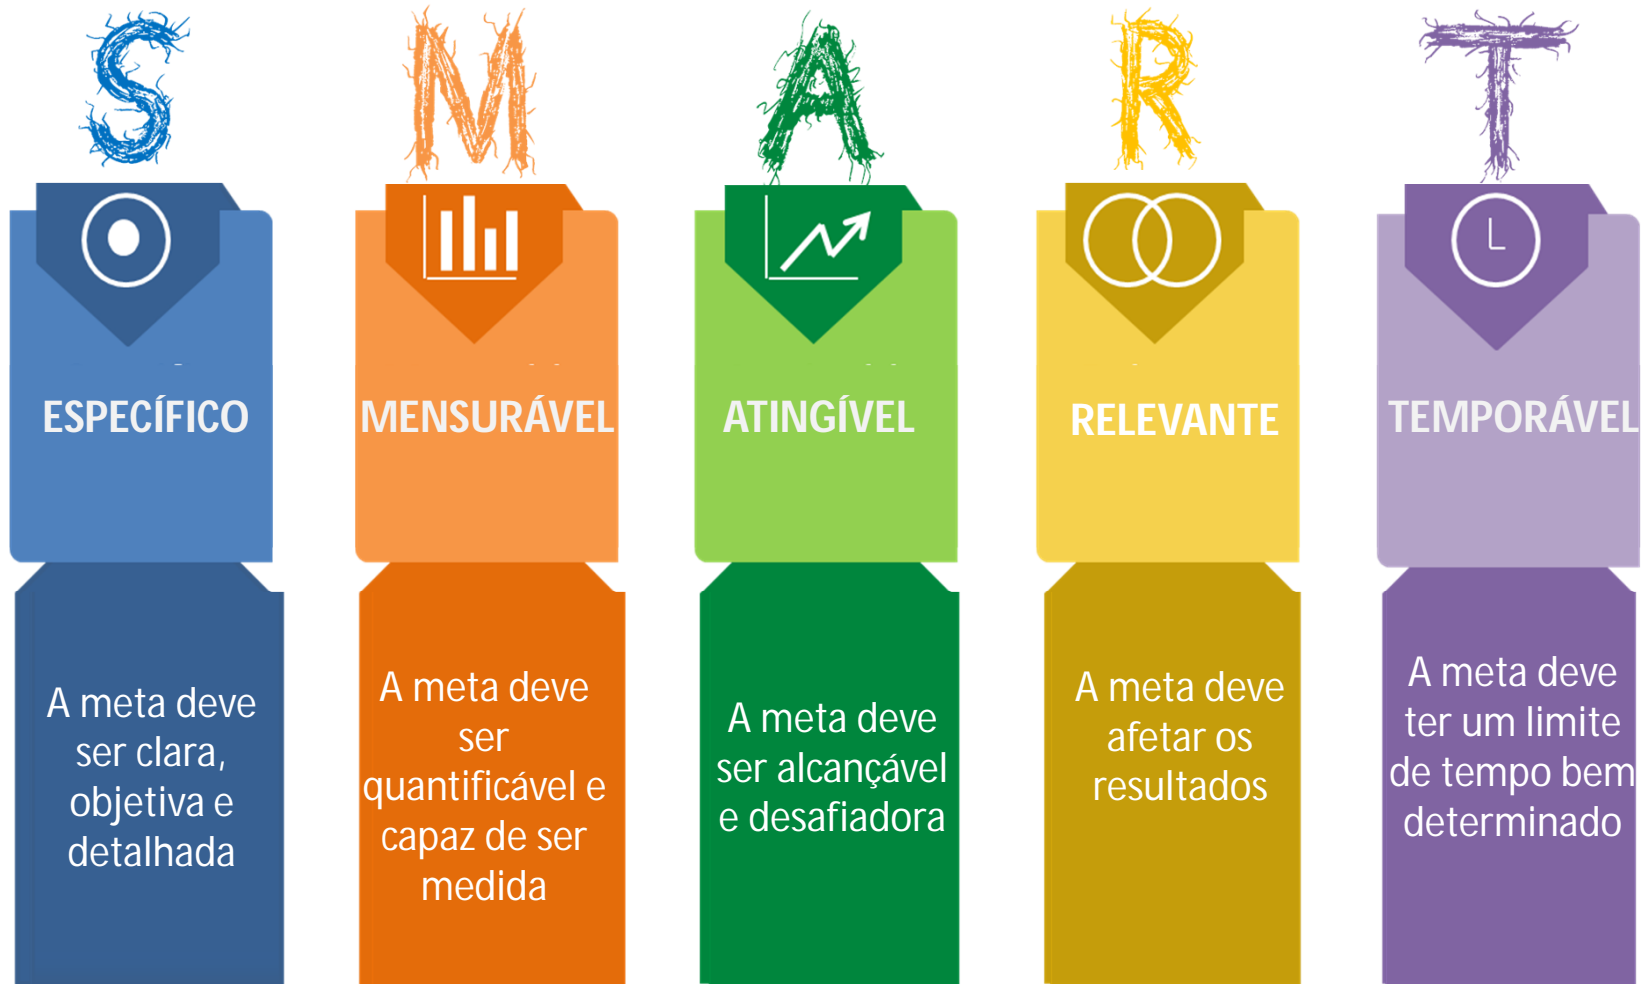 S
M
A
R
T
ESPECÍFICO
MENSURÁVEL
ATINGÍVEL
RELEVANTE
TEMPORÁVEL
A meta deve
ser clara,
objetiva e
detalhada
A meta deve
ser
quantificável e
capaz de ser
medida
A meta deve
ser alcançável
e desafiadora
A meta deve
afetar os
resultados
A meta deve
ter um limite
de tempo bem
determinado